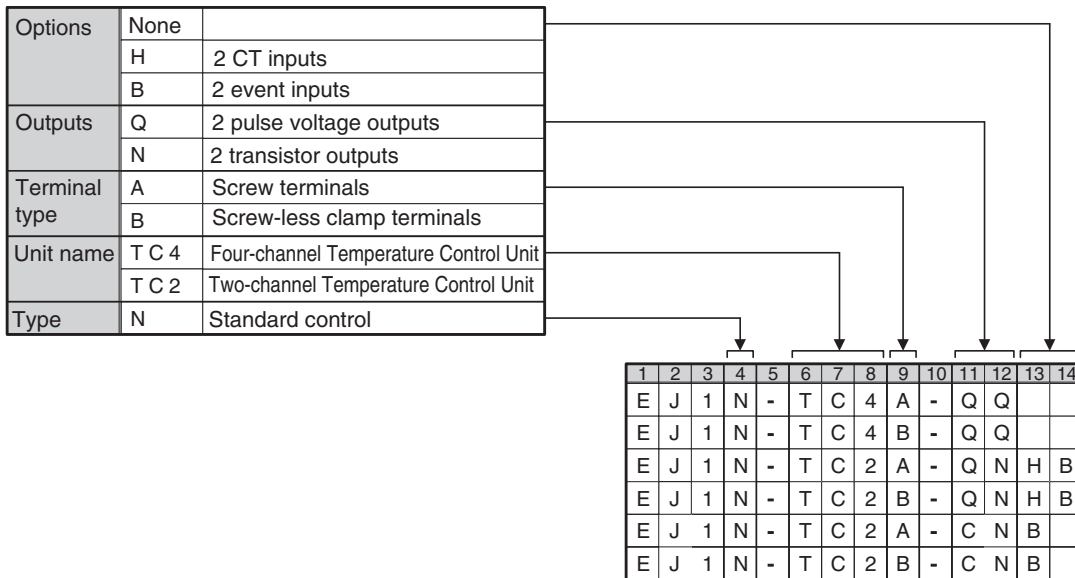 Options None
H 2 CT inputs
B 2 event inputs
Outputs Q 2 pulse voltage outputs
N 2 transistor outputs
Terminal type A Screw terminals
B Screw-less clamp terminals
Unit name T C 4 Four-channel Temperature Control Unit
T C 2 Two-channel Temperature Control Unit
Type N Standard control
1 2 3 4 5 6 7 8 9 10 11 12 13 14
E J 1 N - T C 4 A - Q Q
E J 1 N - T C 4 B - Q Q
E J 1 N - T C 2 A - Q N H B
E J 1 N - T C 2 B - Q N H B
E J 1 N - T C 2 A - C N B
E J 1 N - T C 2 B - C N B